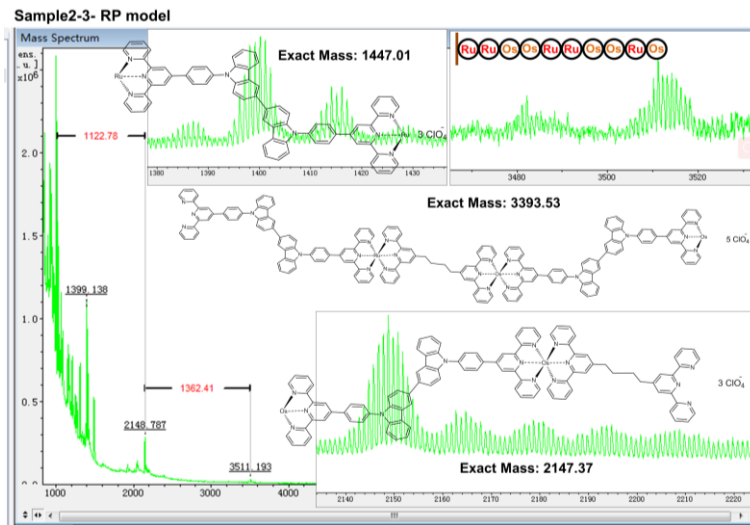 Sample2-3- RP model
Mass Spectrum
ens.
u.]
x10⁶
2.0
1.5
1.0
0.5
0.0
1000
2000
3000
4000
1122.78
1399.138
1362.41
2148.787
3511.193
Exact Mass: 1447.01
3 ClO₄⁻
1380
1390
1400
1410
1420
1430
Ru Ru Os Os Ru Ru Os Os Ru Os
3480
3500
3520
Exact Mass: 3393.53
5 ClO₄⁻
3 ClO₄⁻
Exact Mass: 2147.37
2140
2150
2160
2170
2180
2190
2200
2210
2220